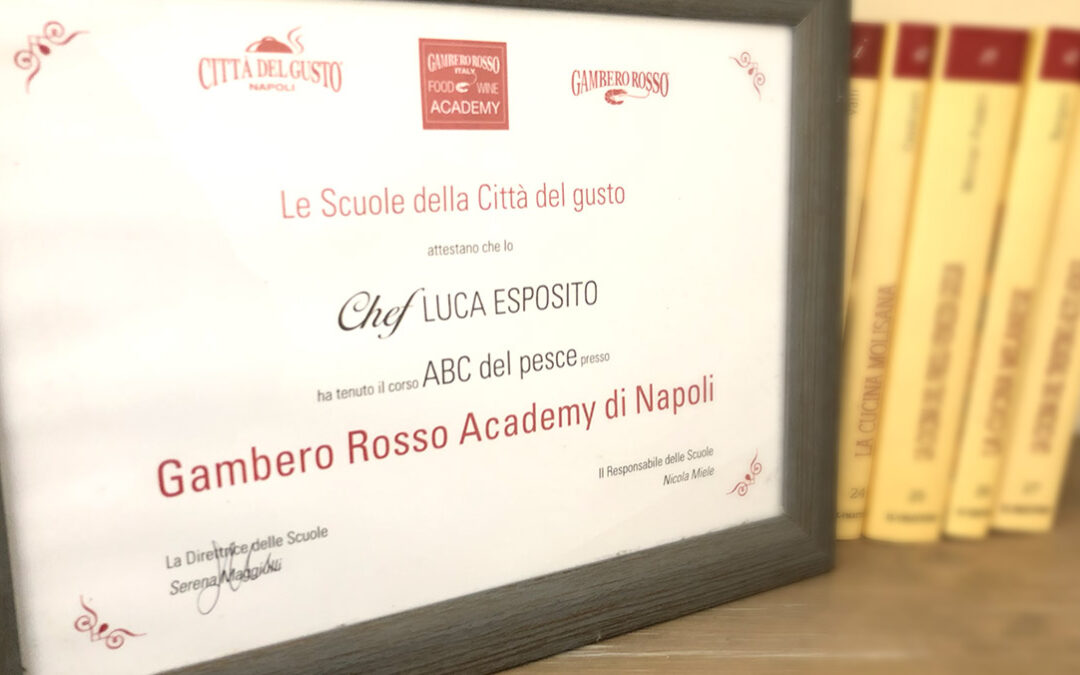 CITTÀ DEL GUSTO
NAPOLI
GAMBERO ROSSO
ITALY
FOOD WINE
ACADEMY
GAMBERO ROSSO
Le Scuole della Città del gusto
attestano che lo
Chef LUCA ESPOSITO
ha tenuto il corso ABC del pesce presso
Gambero Rosso Academy di Napoli
Il Responsabile delle Scuole
Nicola Miele
La Direttrice delle Scuole
Serena Maggiulli
LA CUCINA MOLISANA
24